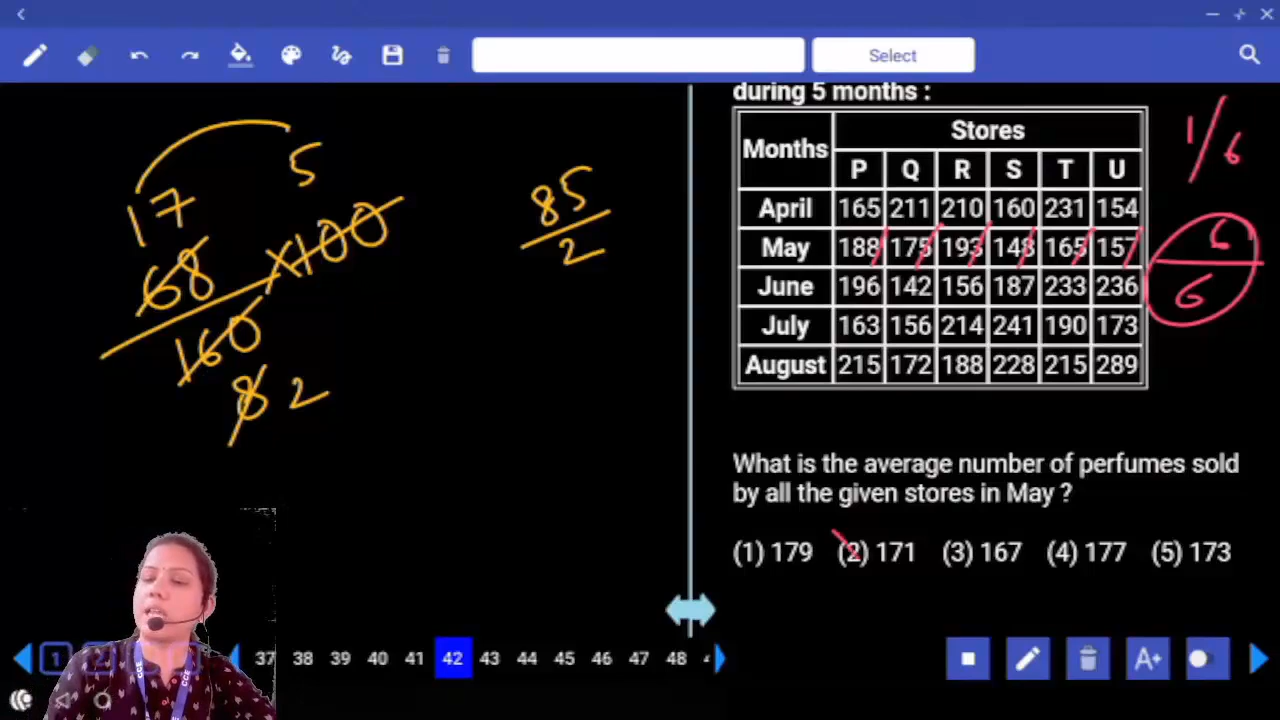 Select
17 5
68 ×100
160
8 2
85
2
during 5 months :
Months Stores
P Q R S T U
April 165 211 210 160 231 154
May 188 175 193 148 165 157
June 196 142 156 187 233 236
July 163 156 214 241 190 173
August 215 172 188 228 215 289
1/6
6
6
What is the average number of perfumes sold
by all the given stores in May ?
(1) 179 (2) 171 (3) 167 (4) 177 (5) 173
1 2 37 38 39 40 41 42 43 44 45 46 47 48
A+
CCE